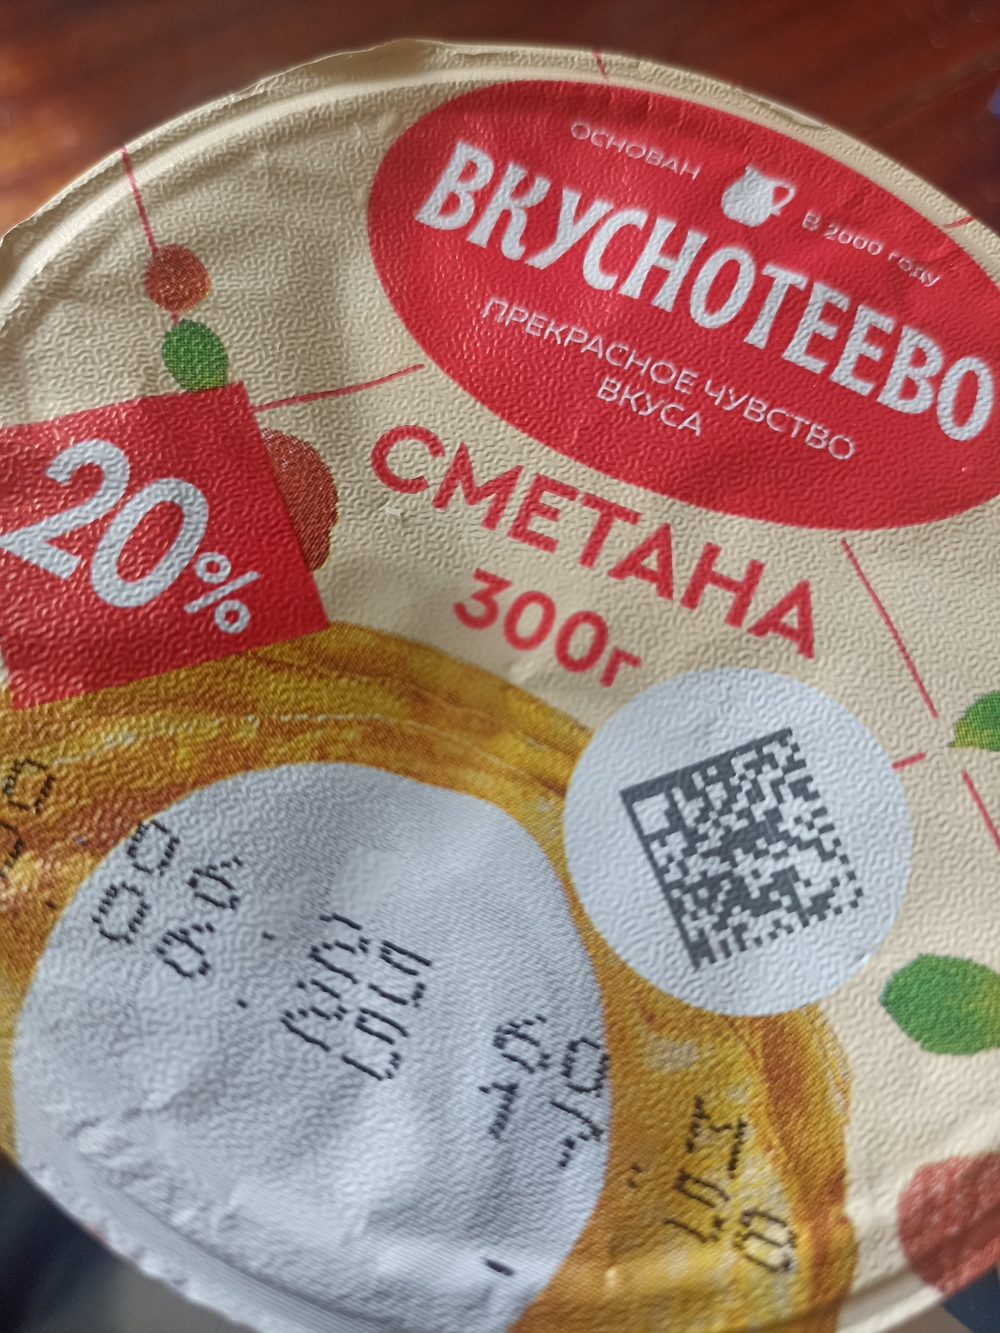 ОСНОВАН В 2000 году
ВКУСНОТЕЕВО
ПРЕКРАСНОЕ ЧУВСТВО
ВКУСА
20%
СМЕТАНА
300г